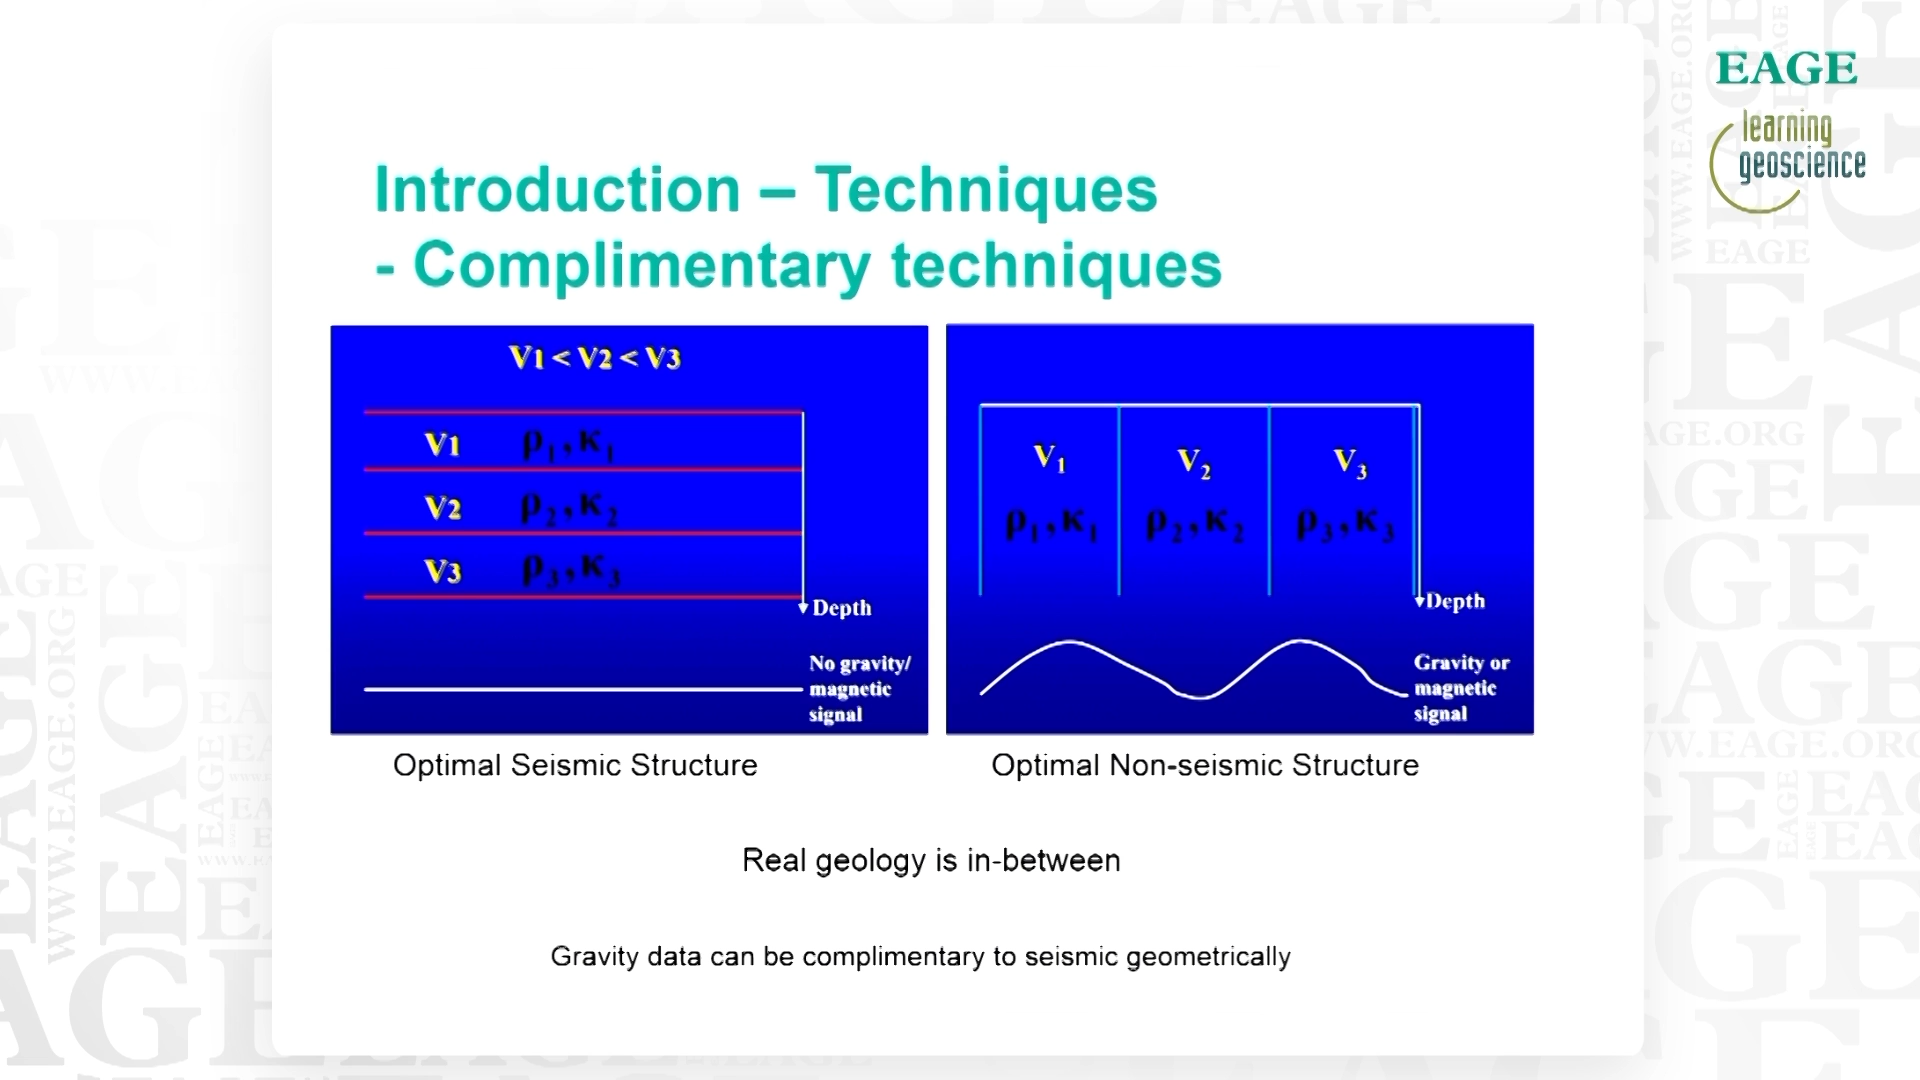 EAGE
learning
geoscience
Introduction – Techniques
- Complimentary techniques
V1 < V2 < V3
V1 ρ1,κ1
V2 ρ2,κ2
V3 ρ3,κ3
Depth
No gravity/
magnetic
signal
V1 V2 V3
ρ1,κ1 ρ2,κ2 ρ3,κ3
Depth
Gravity or
magnetic
signal
Optimal Seismic Structure
Optimal Non-seismic Structure
Real geology is in-between
Gravity data can be complimentary to seismic geometrically